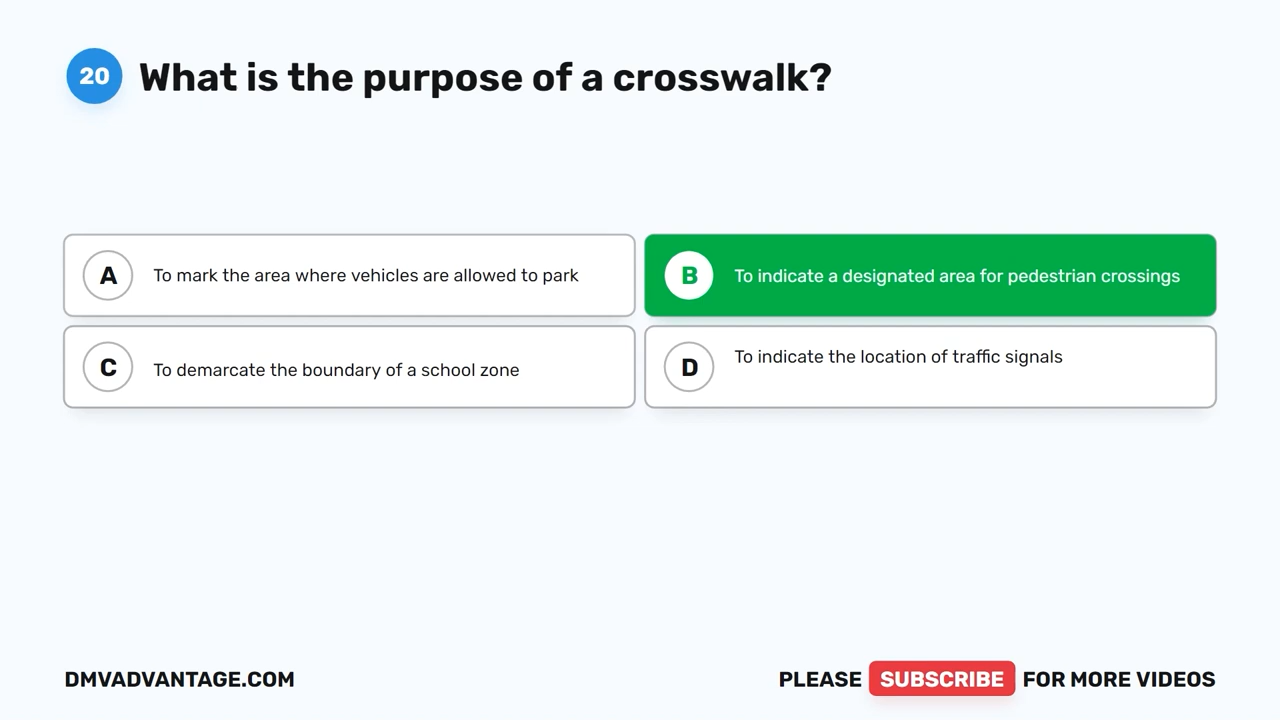 20 What is the purpose of a crosswalk?
A To mark the area where vehicles are allowed to park
B To indicate a designated area for pedestrian crossings
C To demarcate the boundary of a school zone
D To indicate the location of traffic signals
DMVADVANTAGE.COM
PLEASE SUBSCRIBE FOR MORE VIDEOS